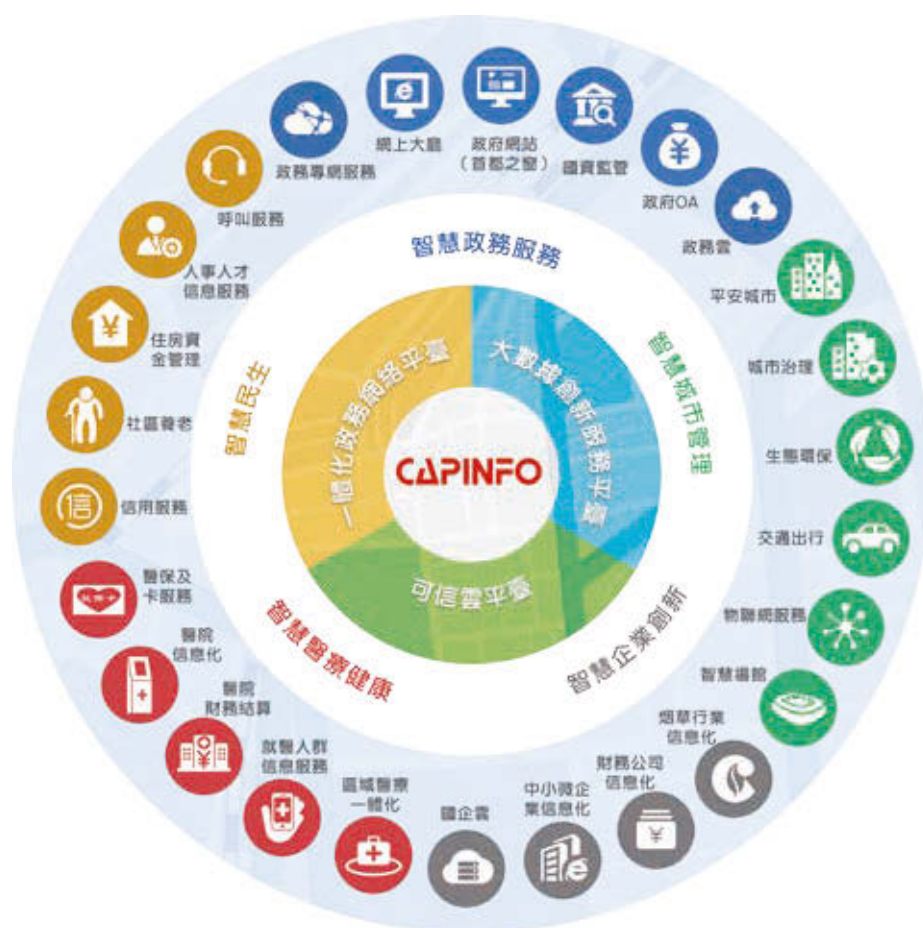 網上大廳
政府網站
(首都之窗)
國資監管
政府OA
政務雲
平安城市
城市治理
生態環保
交通出行
物聯網服務
智慧場館
烟草行業
信息化
財務公司
信息化
中小微企
業信息化
國企雲
區域醫療
一體化
就醫人群
信息服務
醫院
財務結算
醫院
信息化
醫保及
卡服務
信用服務
信
社區養老
住房資
金管理
人事人才
信息服務
呼叫服務
政務專網服務
智慧政務服務
智慧城市管理
智慧企業創新
智慧醫療健康
智慧民生
一體化政務網絡平臺
大數據創新服務平臺
可信雲平臺
CAPINFO